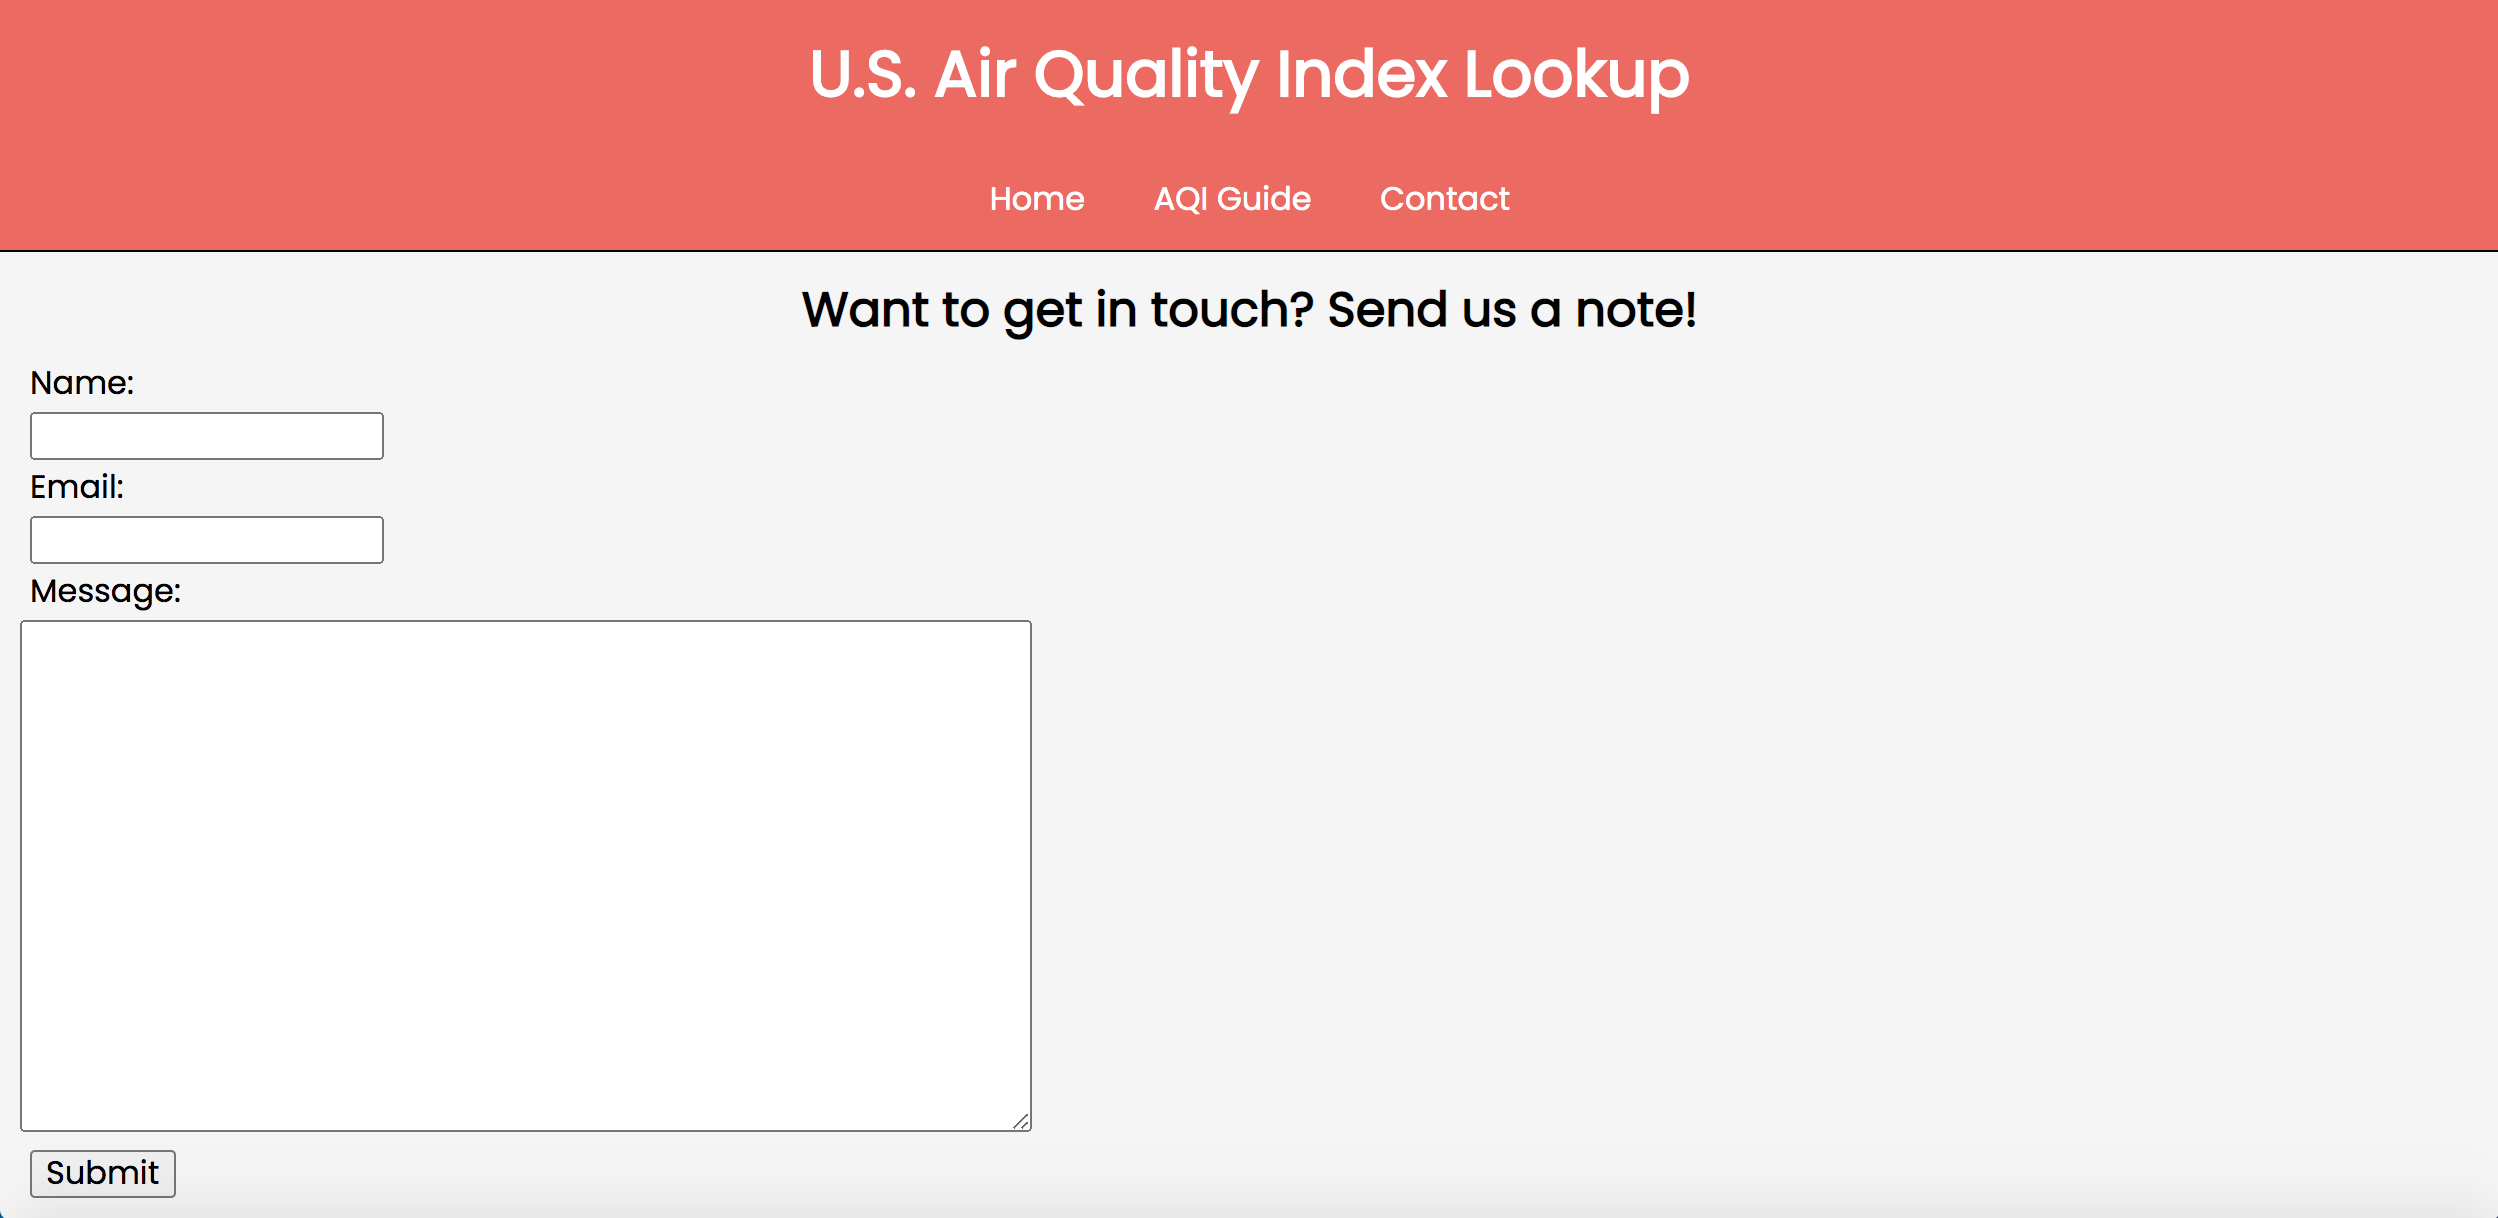 U.S. Air Quality Index Lookup
Home AQI Guide Contact
Want to get in touch? Send us a note!
Name:
Email:
Message:
Submit